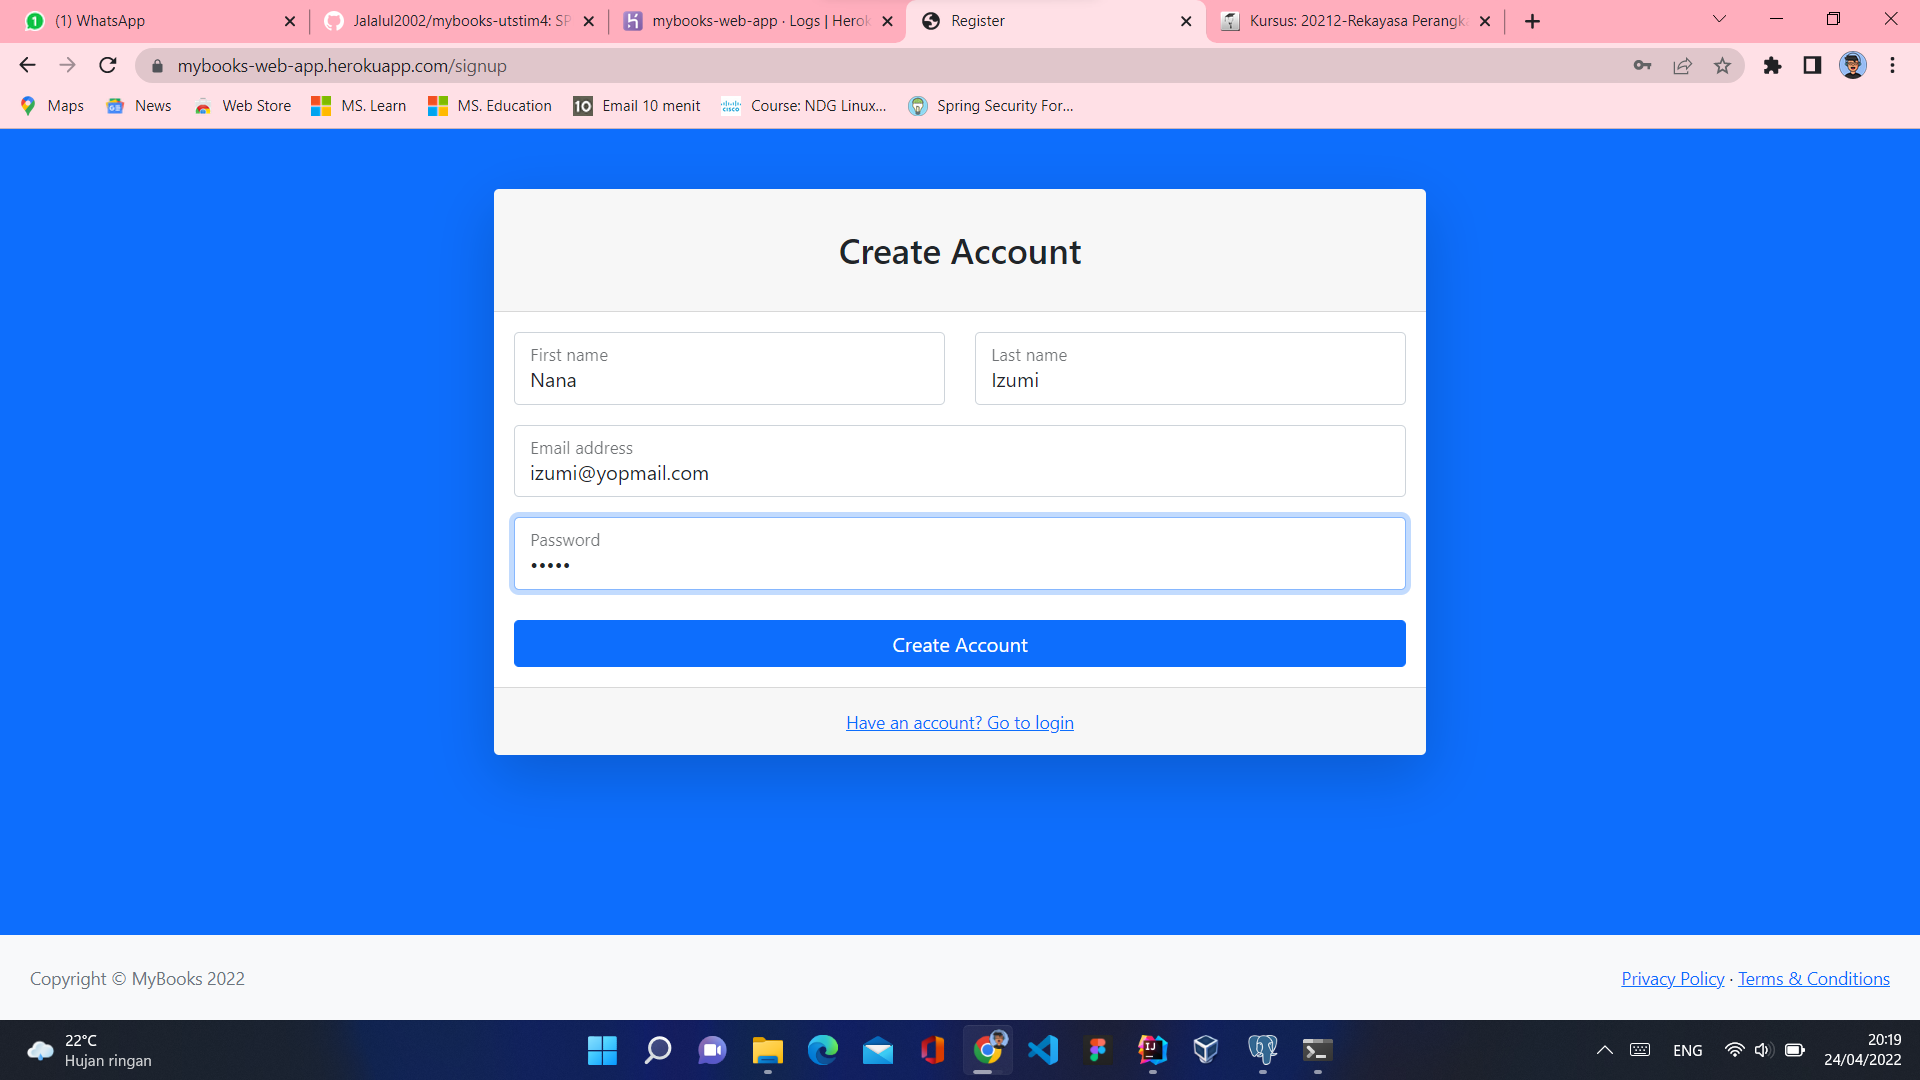 (1) WhatsApp
Jalalul2002/mybooks-utstim4: SP
mybooks-web-app · Logs | Herok
Register
Kursus: 20212-Rekayasa Perangka
mybooks-web-app.herokuapp.com/signup
Maps
News
Web Store
MS. Learn
MS. Education
10
Email 10 menit
Course: NDG Linux...
Spring Security For...
Create Account
First name
Nana
Last name
Izumi
Email address
izumi@yopmail.com
Password
•••••
Create Account
Have an account? Go to login
Copyright © MyBooks 2022
Privacy Policy · Terms & Conditions
22°C
Hujan ringan
ENG
20:19
24/04/2022